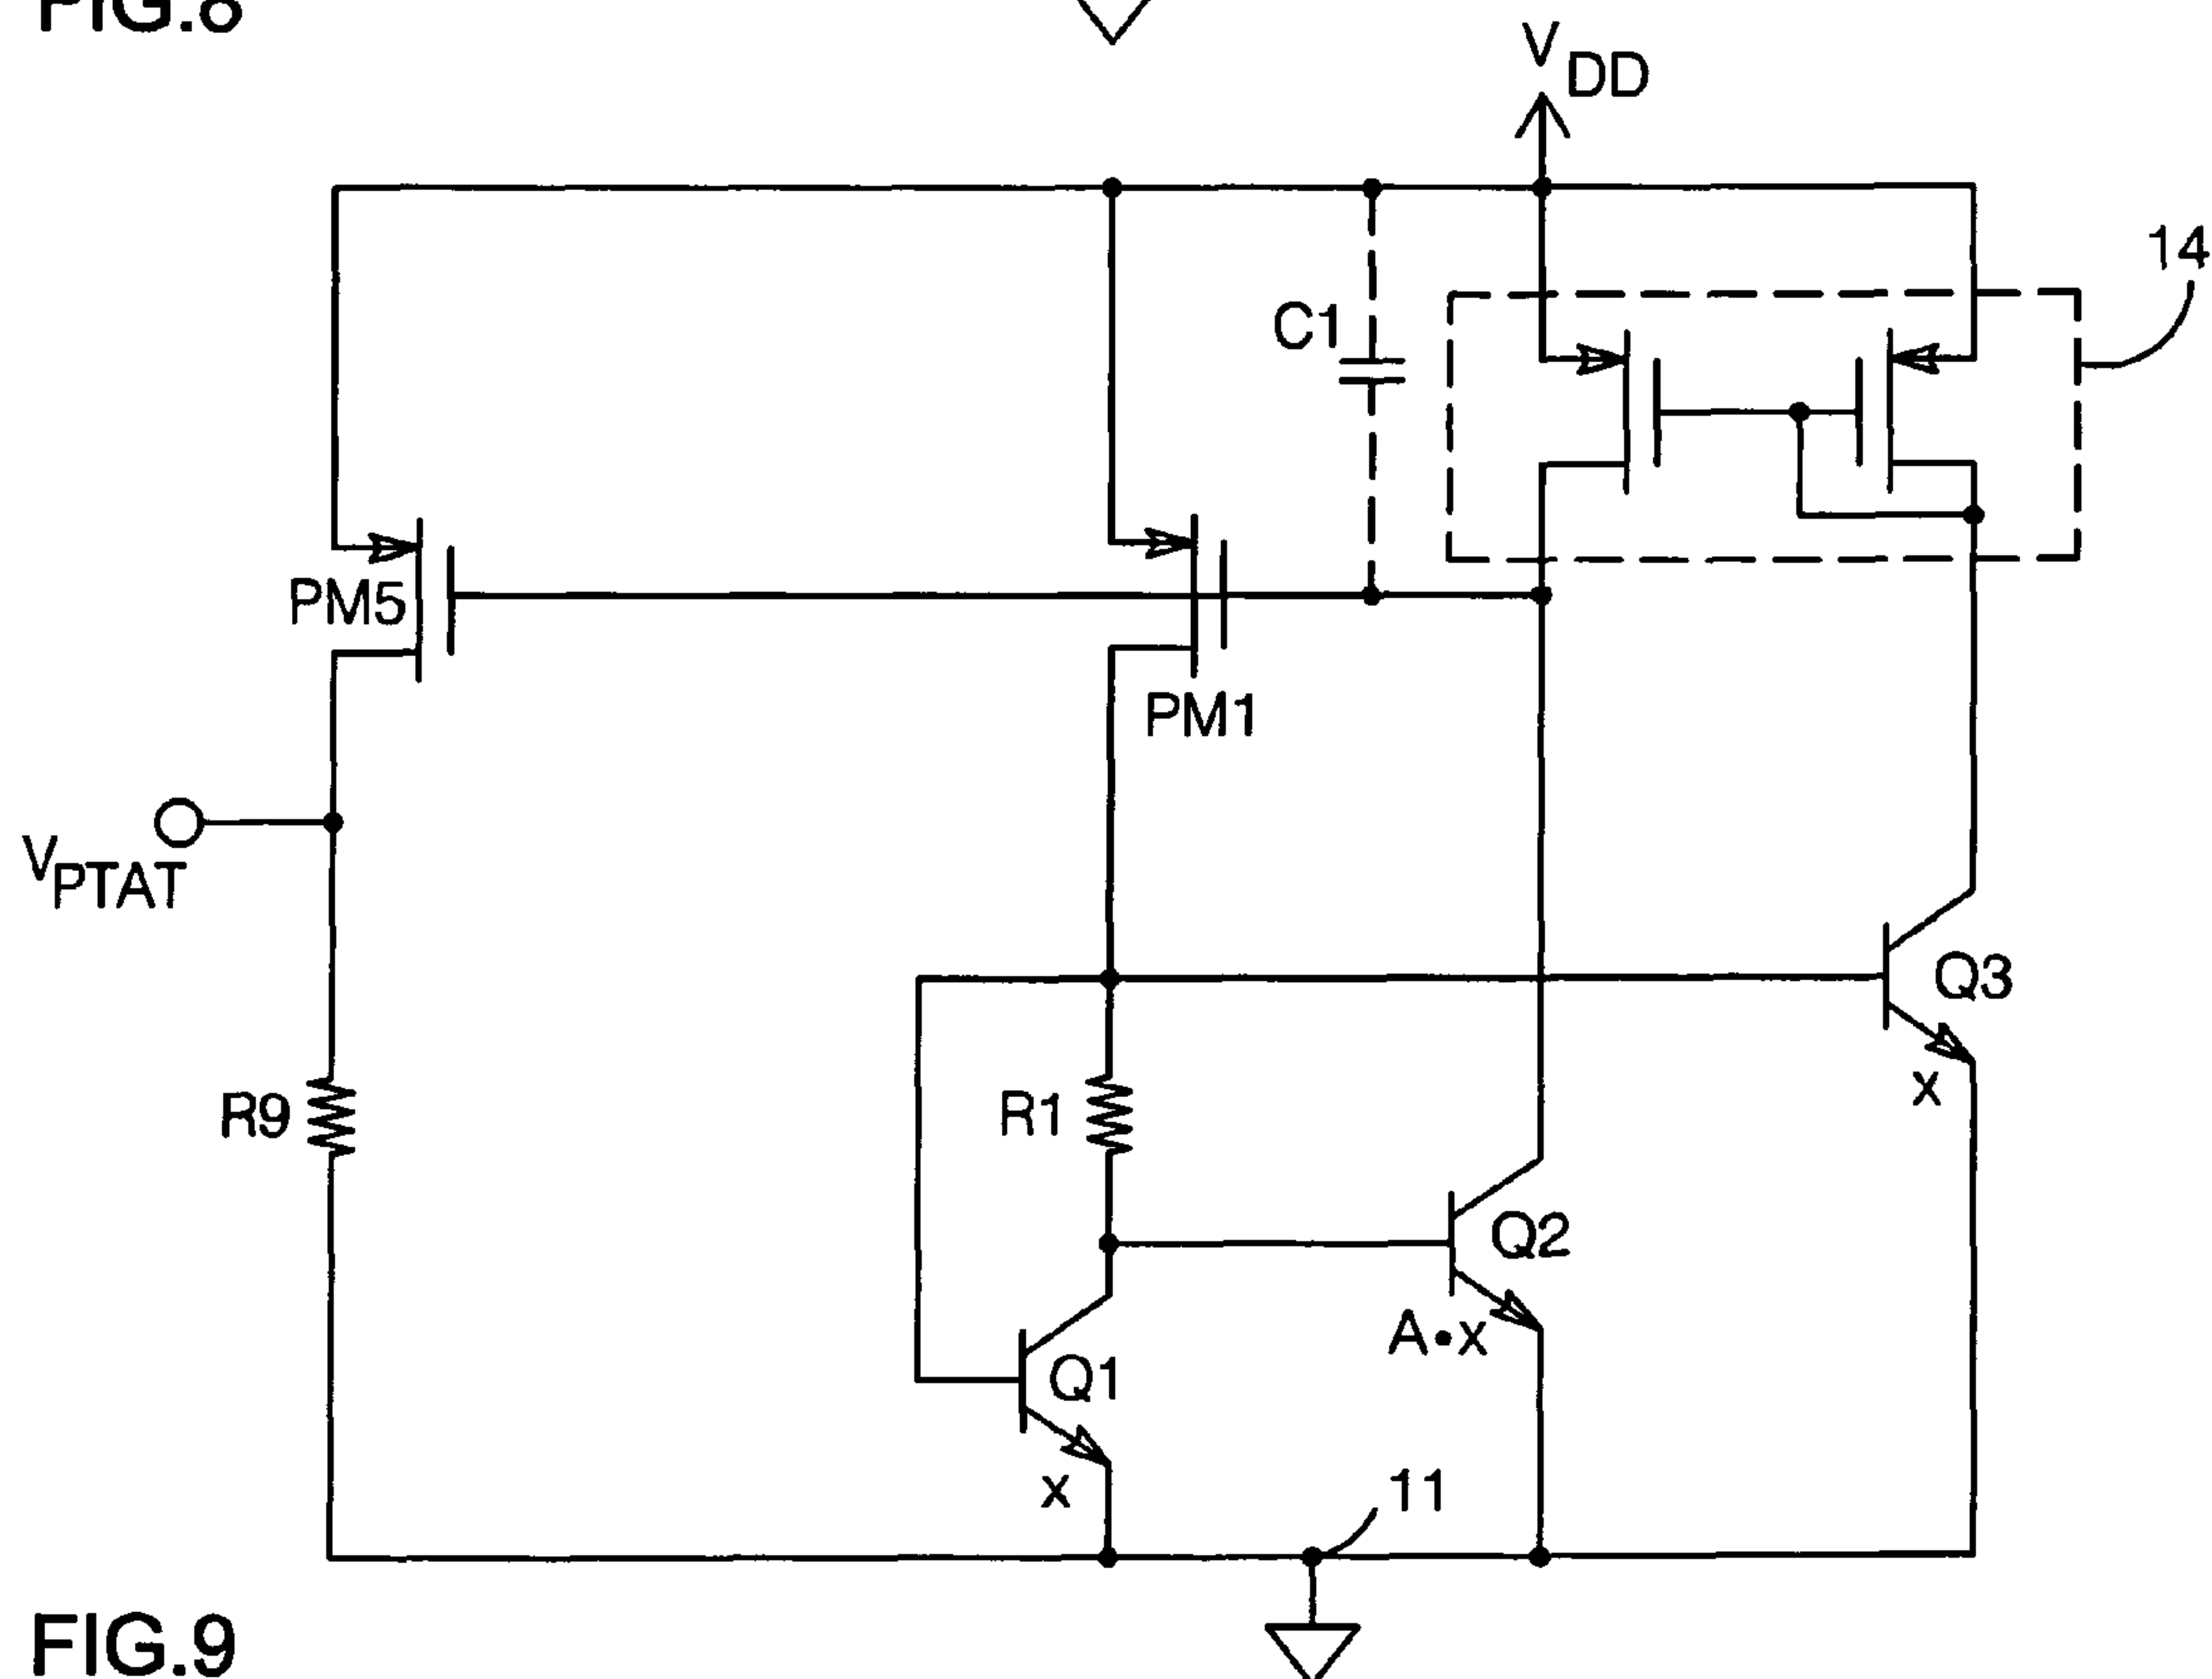 FIG.8
VDD
14
C1
PM5
PM1
VPTAT
Q3
x
R9
R1
Q2
A•x
Q1
x
11
FIG.9